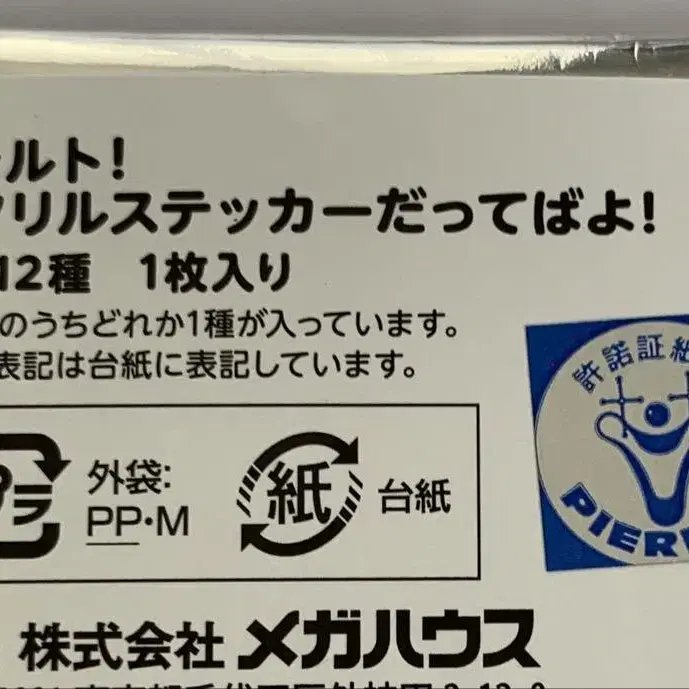 ルト!
リルステッカーだってばよ!
12種 1枚入り
のうちどれか1種が入っています。
表記は台紙に表記しています。
許諾証紙
PIER
プラ
外袋:
PP・M
紙
台紙
株式会社 メガハウス